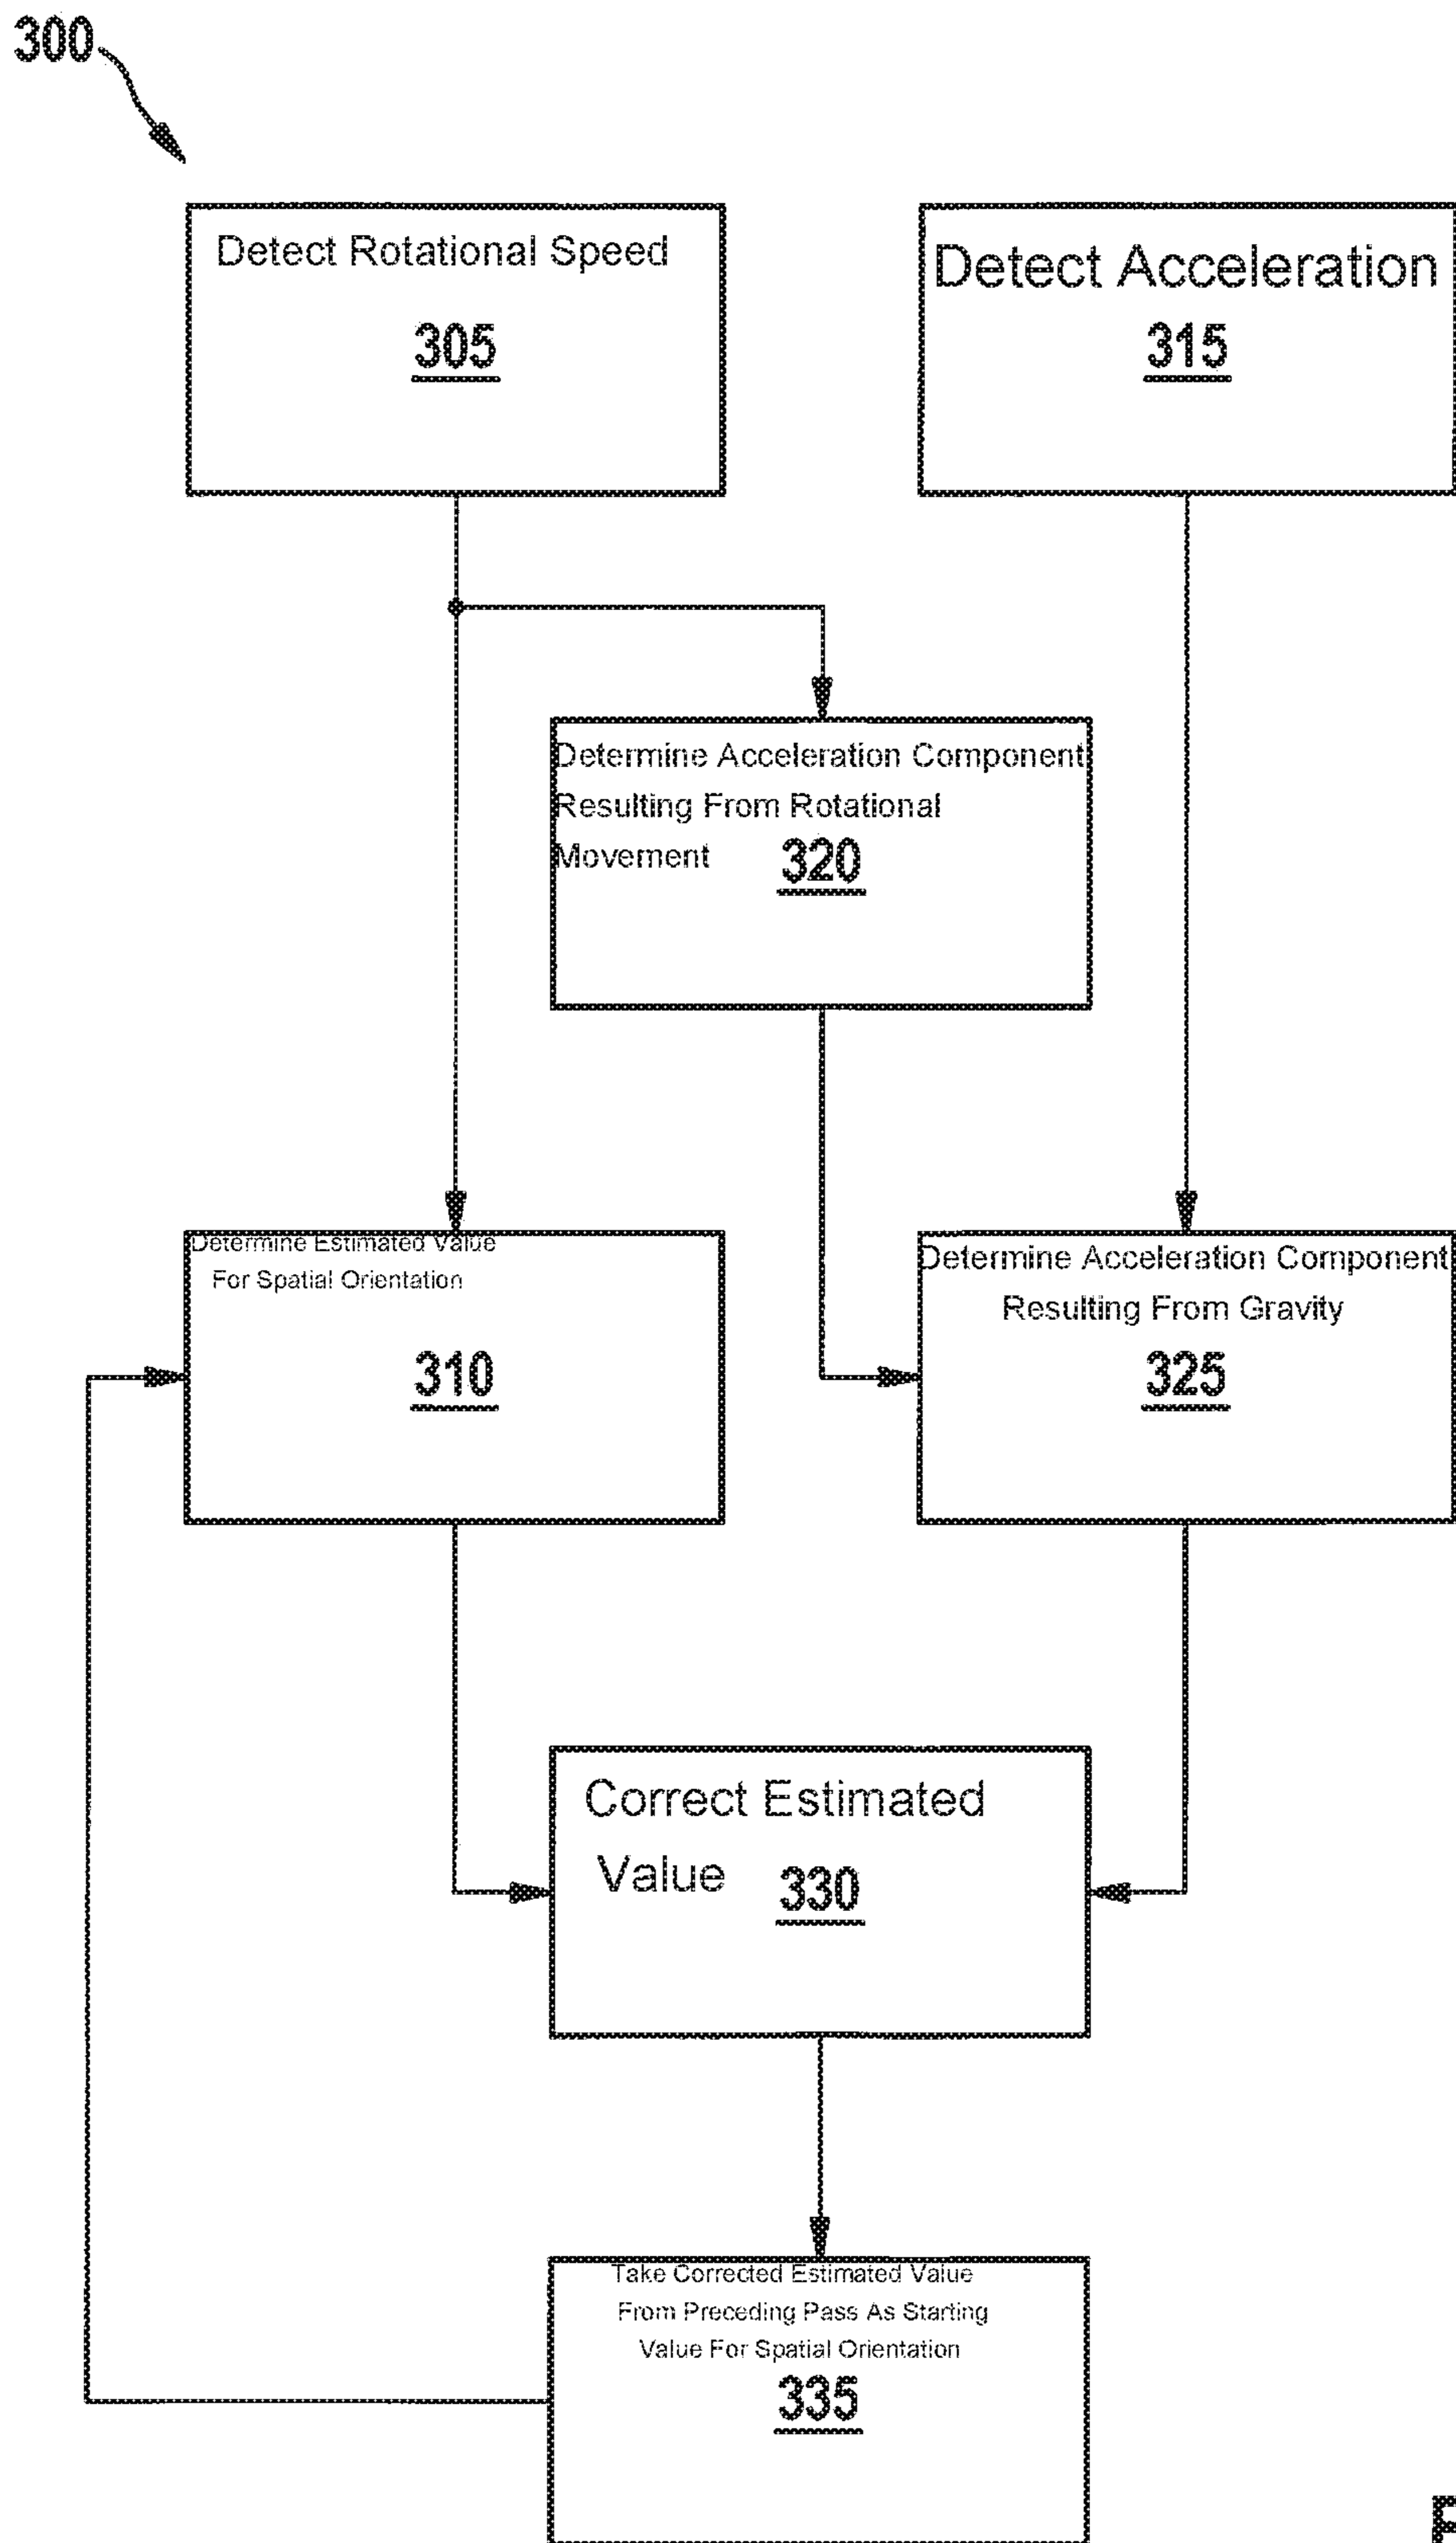 300
Detect Rotational Speed
305
Detect Acceleration
315
Determine Acceleration Component
Resulting From Rotational
Movement 320
Determine Estimated Value
For Spatial Orientation
310
Determine Acceleration Component
Resulting From Gravity
325
Correct Estimated
Value 330
Take Corrected Estimated Value
From Preceding Pass As Starting
Value For Spatial Orientation
335